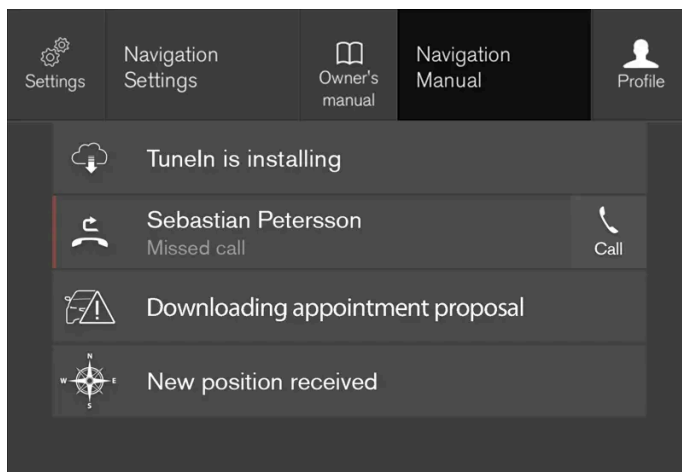 Settings
Navigation
Settings
Owner's
manual
Navigation
Manual
Profile
TuneIn is installing
Sebastian Petersson
Missed call
Call
Downloading appointment proposal
N
W E
S
New position received